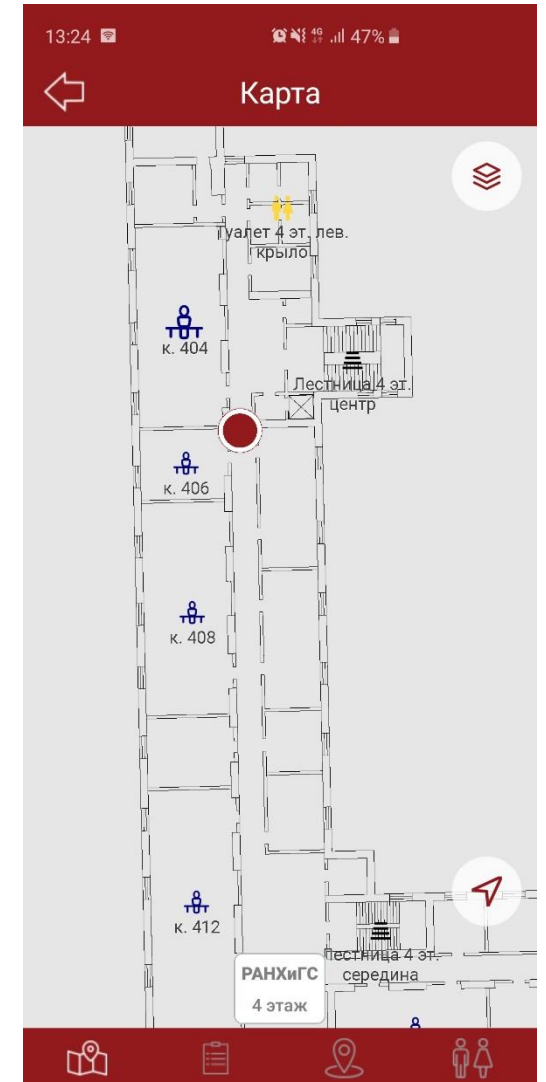 13:24
4G
47%
Карта
Туалет 4 эт. лев.
крыло
к. 404
Лестница 4 эт.
центр
к. 406
к. 408
к. 412
Лестница 4 эт.
середина
РАНХиГС
4 этаж